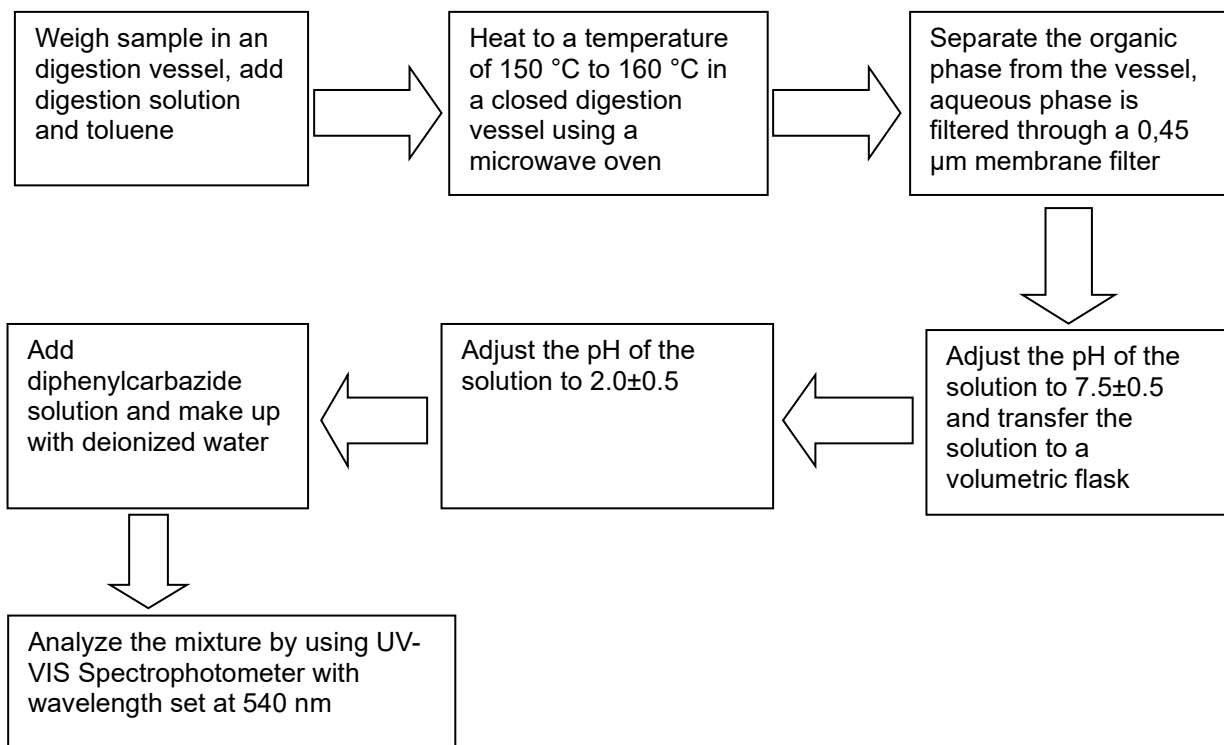 Weigh sample in an
digestion vessel, add
digestion solution
and toluene
Heat to a temperature
of 150 °C to 160 °C in
a closed digestion
vessel using a
microwave oven
Separate the organic
phase from the vessel,
aqueous phase is
filtered through a 0,45
µm membrane filter
Adjust the pH of the
solution to 7.5±0.5
and transfer the
solution to a
volumetric flask
Adjust the pH of the
solution to 2.0±0.5
Add
diphenylcarbazide
solution and make up
with deionized water
Analyze the mixture by using UV-
VIS Spectrophotometer with
wavelength set at 540 nm